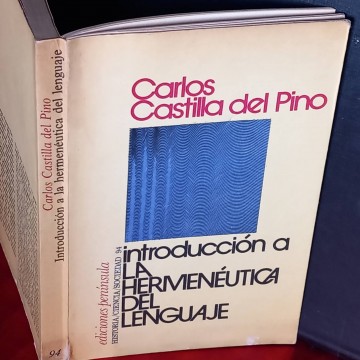 Carlos Castilla del Pino
Introducción a la hermenéutica del lenguaje
94
Carlos
Castilla del Pino
ediciones península
HISTORIA/CIENCIA/SOCIEDAD 94
introducción a
LA
HERMENÉUTICA
DEL
LENGUAJE